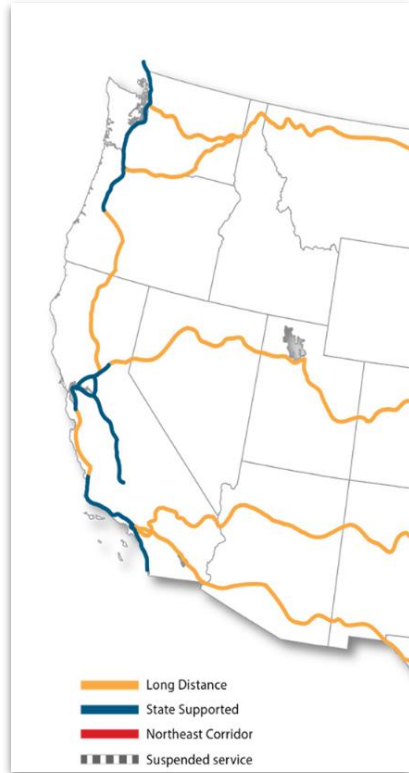 Long Distance
State Supported
Northeast Corridor
Suspended service